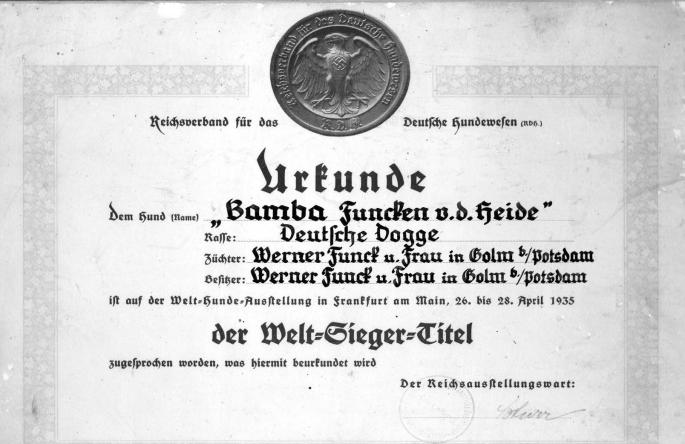 Reichsverband für das Deutsche Hundewesen
R.D.H.
Reichsverband für das Deutsche Hundewesen (RDH.)
Urkunde
Dem Hund (Name) „Bamba Funcken v.d. Heide"
Rasse: Deutsche Dogge
Züchter: Werner Funck u. Frau in Golm b/Potsdam
Besitzer: Werner Funck u. Frau in Golm b/Potsdam
ist auf der Welt-Hunde-Ausstellung in Frankfurt am Main, 26. bis 28. April 1935
der Welt-Sieger-Titel
zugesprochen worden, was hiermit beurkundet wird
Der Reichsausstellungswart: